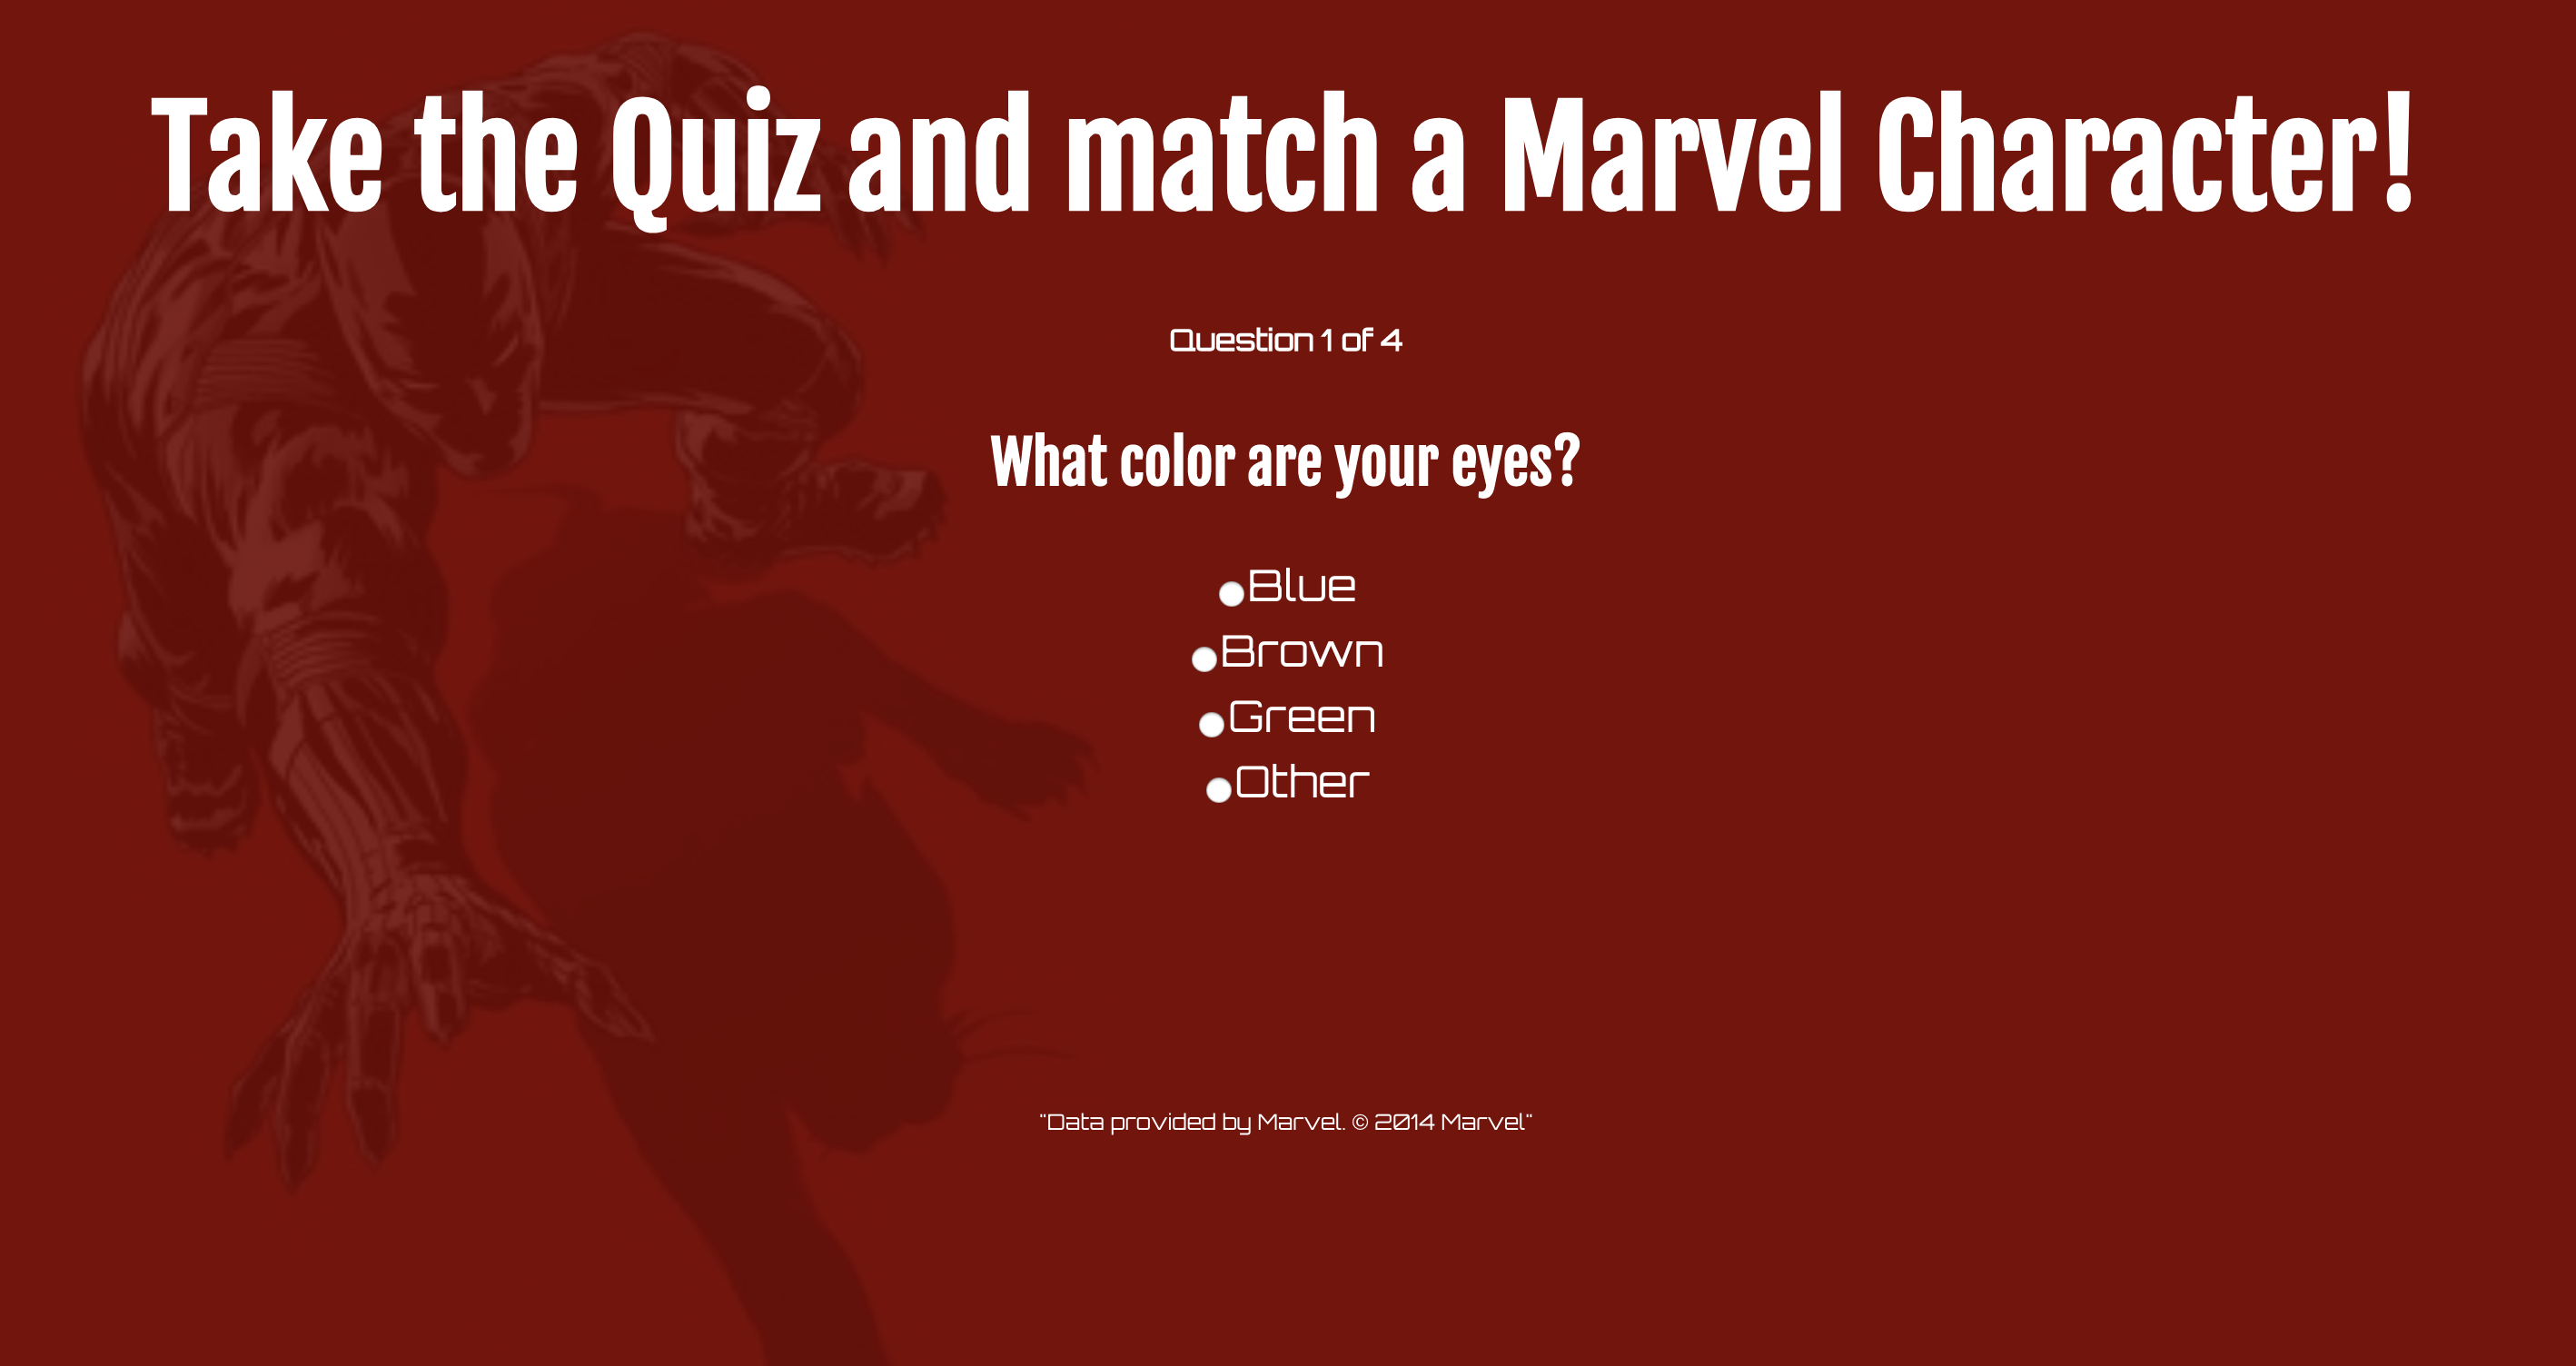 Take the Quiz and match a Marvel Character!
Question 1 of 4
What color are your eyes?
Blue
Brown
Green
Other
"Data provided by Marvel. © 2014 Marvel"